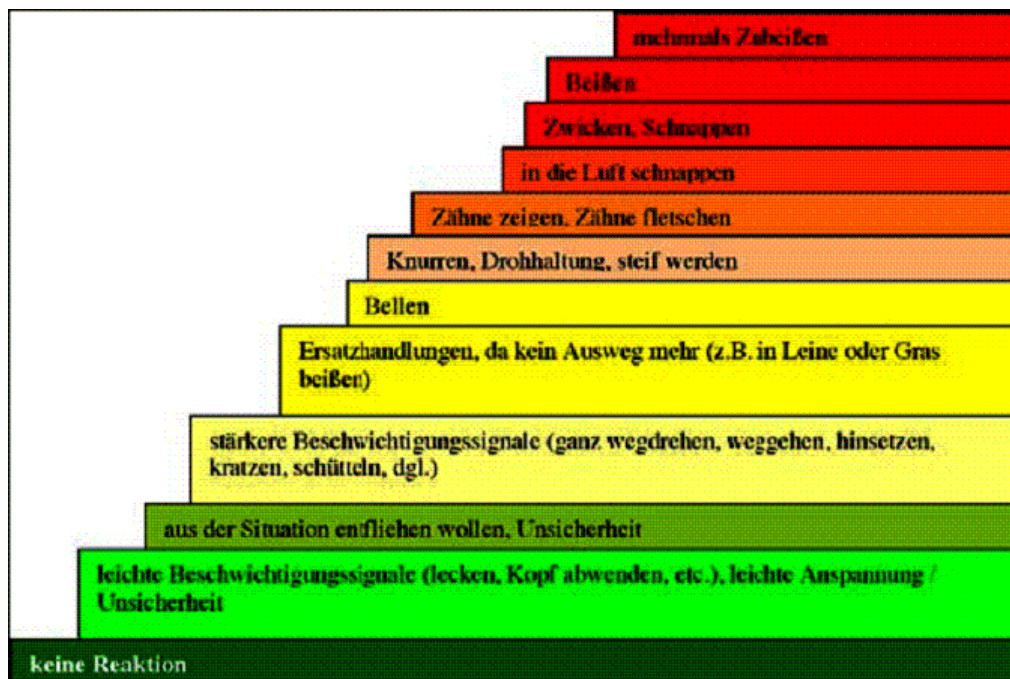 mehrmals Zubeißen
Beißen
Zwicken, Schnappen
in die Luft schnappen
Zähne zeigen, Zähne fletschen
Knurren, Drohhaltung, steif werden
Bellen
Ersatzhandlungen, da kein Ausweg mehr (z.B. in Leine oder Gras
beißen)
stärkere Beschwichtigungssignale (ganz wegdrehen, weggehen, hinsetzen,
kratzen, schütteln, dgl.)
aus der Situation entfliehen wollen, Unsicherheit
leichte Beschwichtigungssignale (lecken, Kopf abwenden, etc.), leichte Anspannung /
Unsicherheit
keine Reaktion